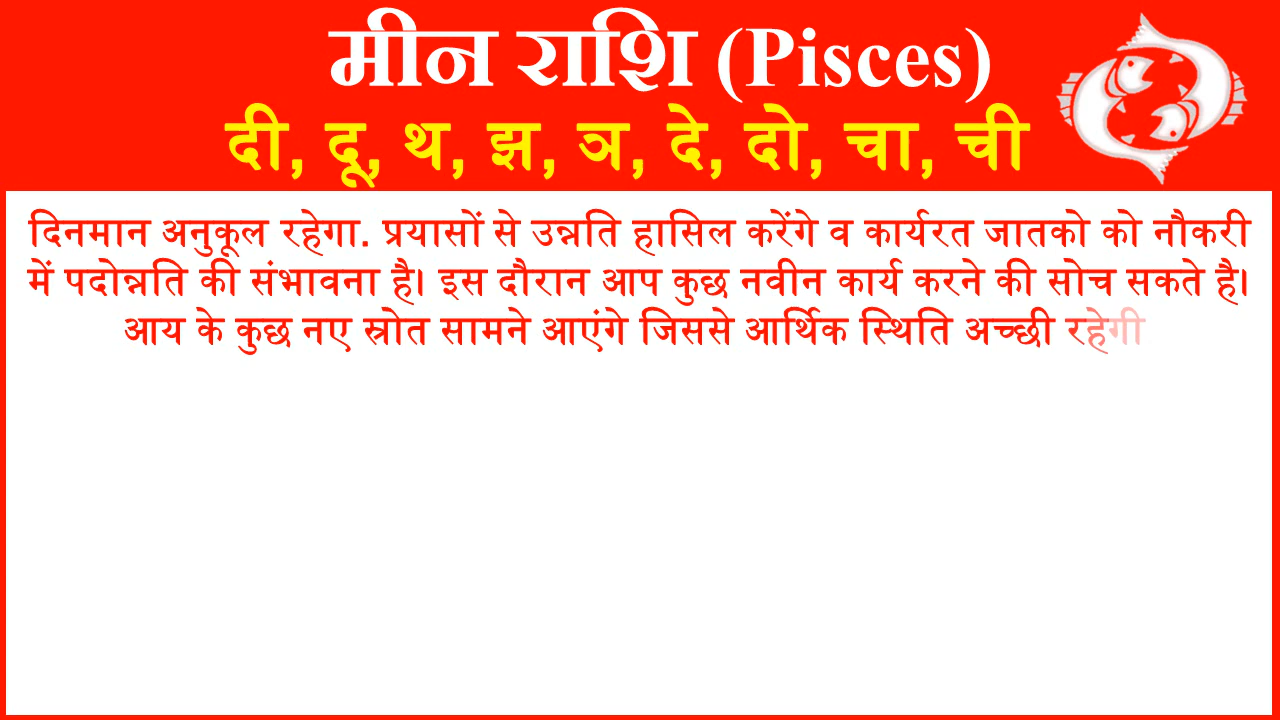 मीन राशि (Pisces)
दी, दू, थ, झ, ञ, दे, दो, चा, ची
दिनमान अनुकूल रहेगा. प्रयासों से उन्नति हासिल करेंगे व कार्यरत जातको को नौकरी
में पदोन्नति की संभावना है। इस दौरान आप कुछ नवीन कार्य करने की सोच सकते है।
आय के कुछ नए स्रोत सामने आएंगे जिससे आर्थिक स्थिति अच्छी रहेगी